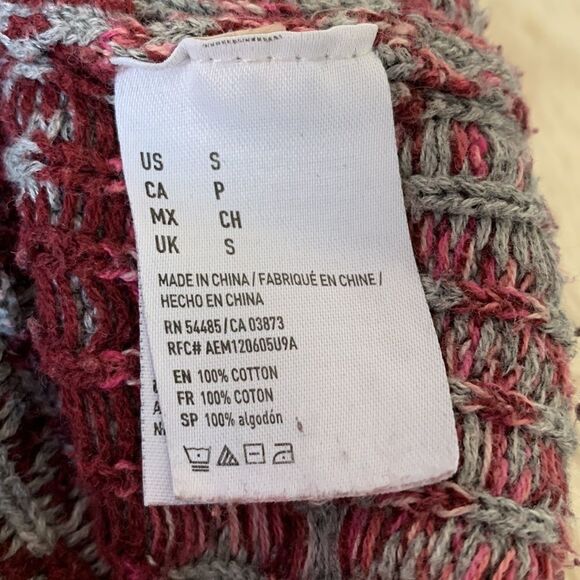 US S
CA P
MX CH
UK S
MADE IN CHINA / FABRIQUÉ EN CHINE /
HECHO EN CHINA
RN 54485 / CA 03873
RFC# AEM120605U9A
EN 100% COTTON
FR 100% COTON
SP 100% algodón